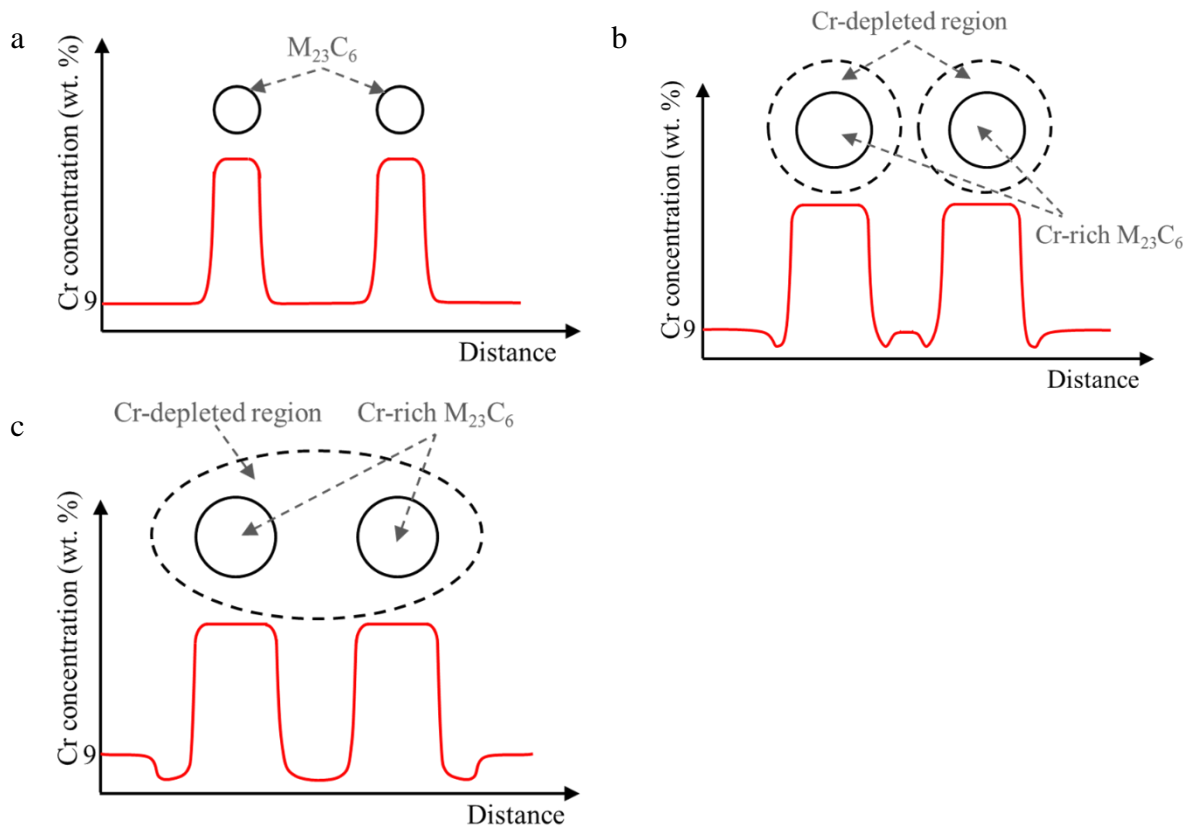 a
M₂₃C₆
Cr concentration (wt. %)
9
Distance
b
Cr-depleted region
Cr concentration (wt. %)
9
Cr-rich M₂₃C₆
Distance
c
Cr-depleted region
Cr-rich M₂₃C₆
Cr concentration (wt. %)
9
Distance